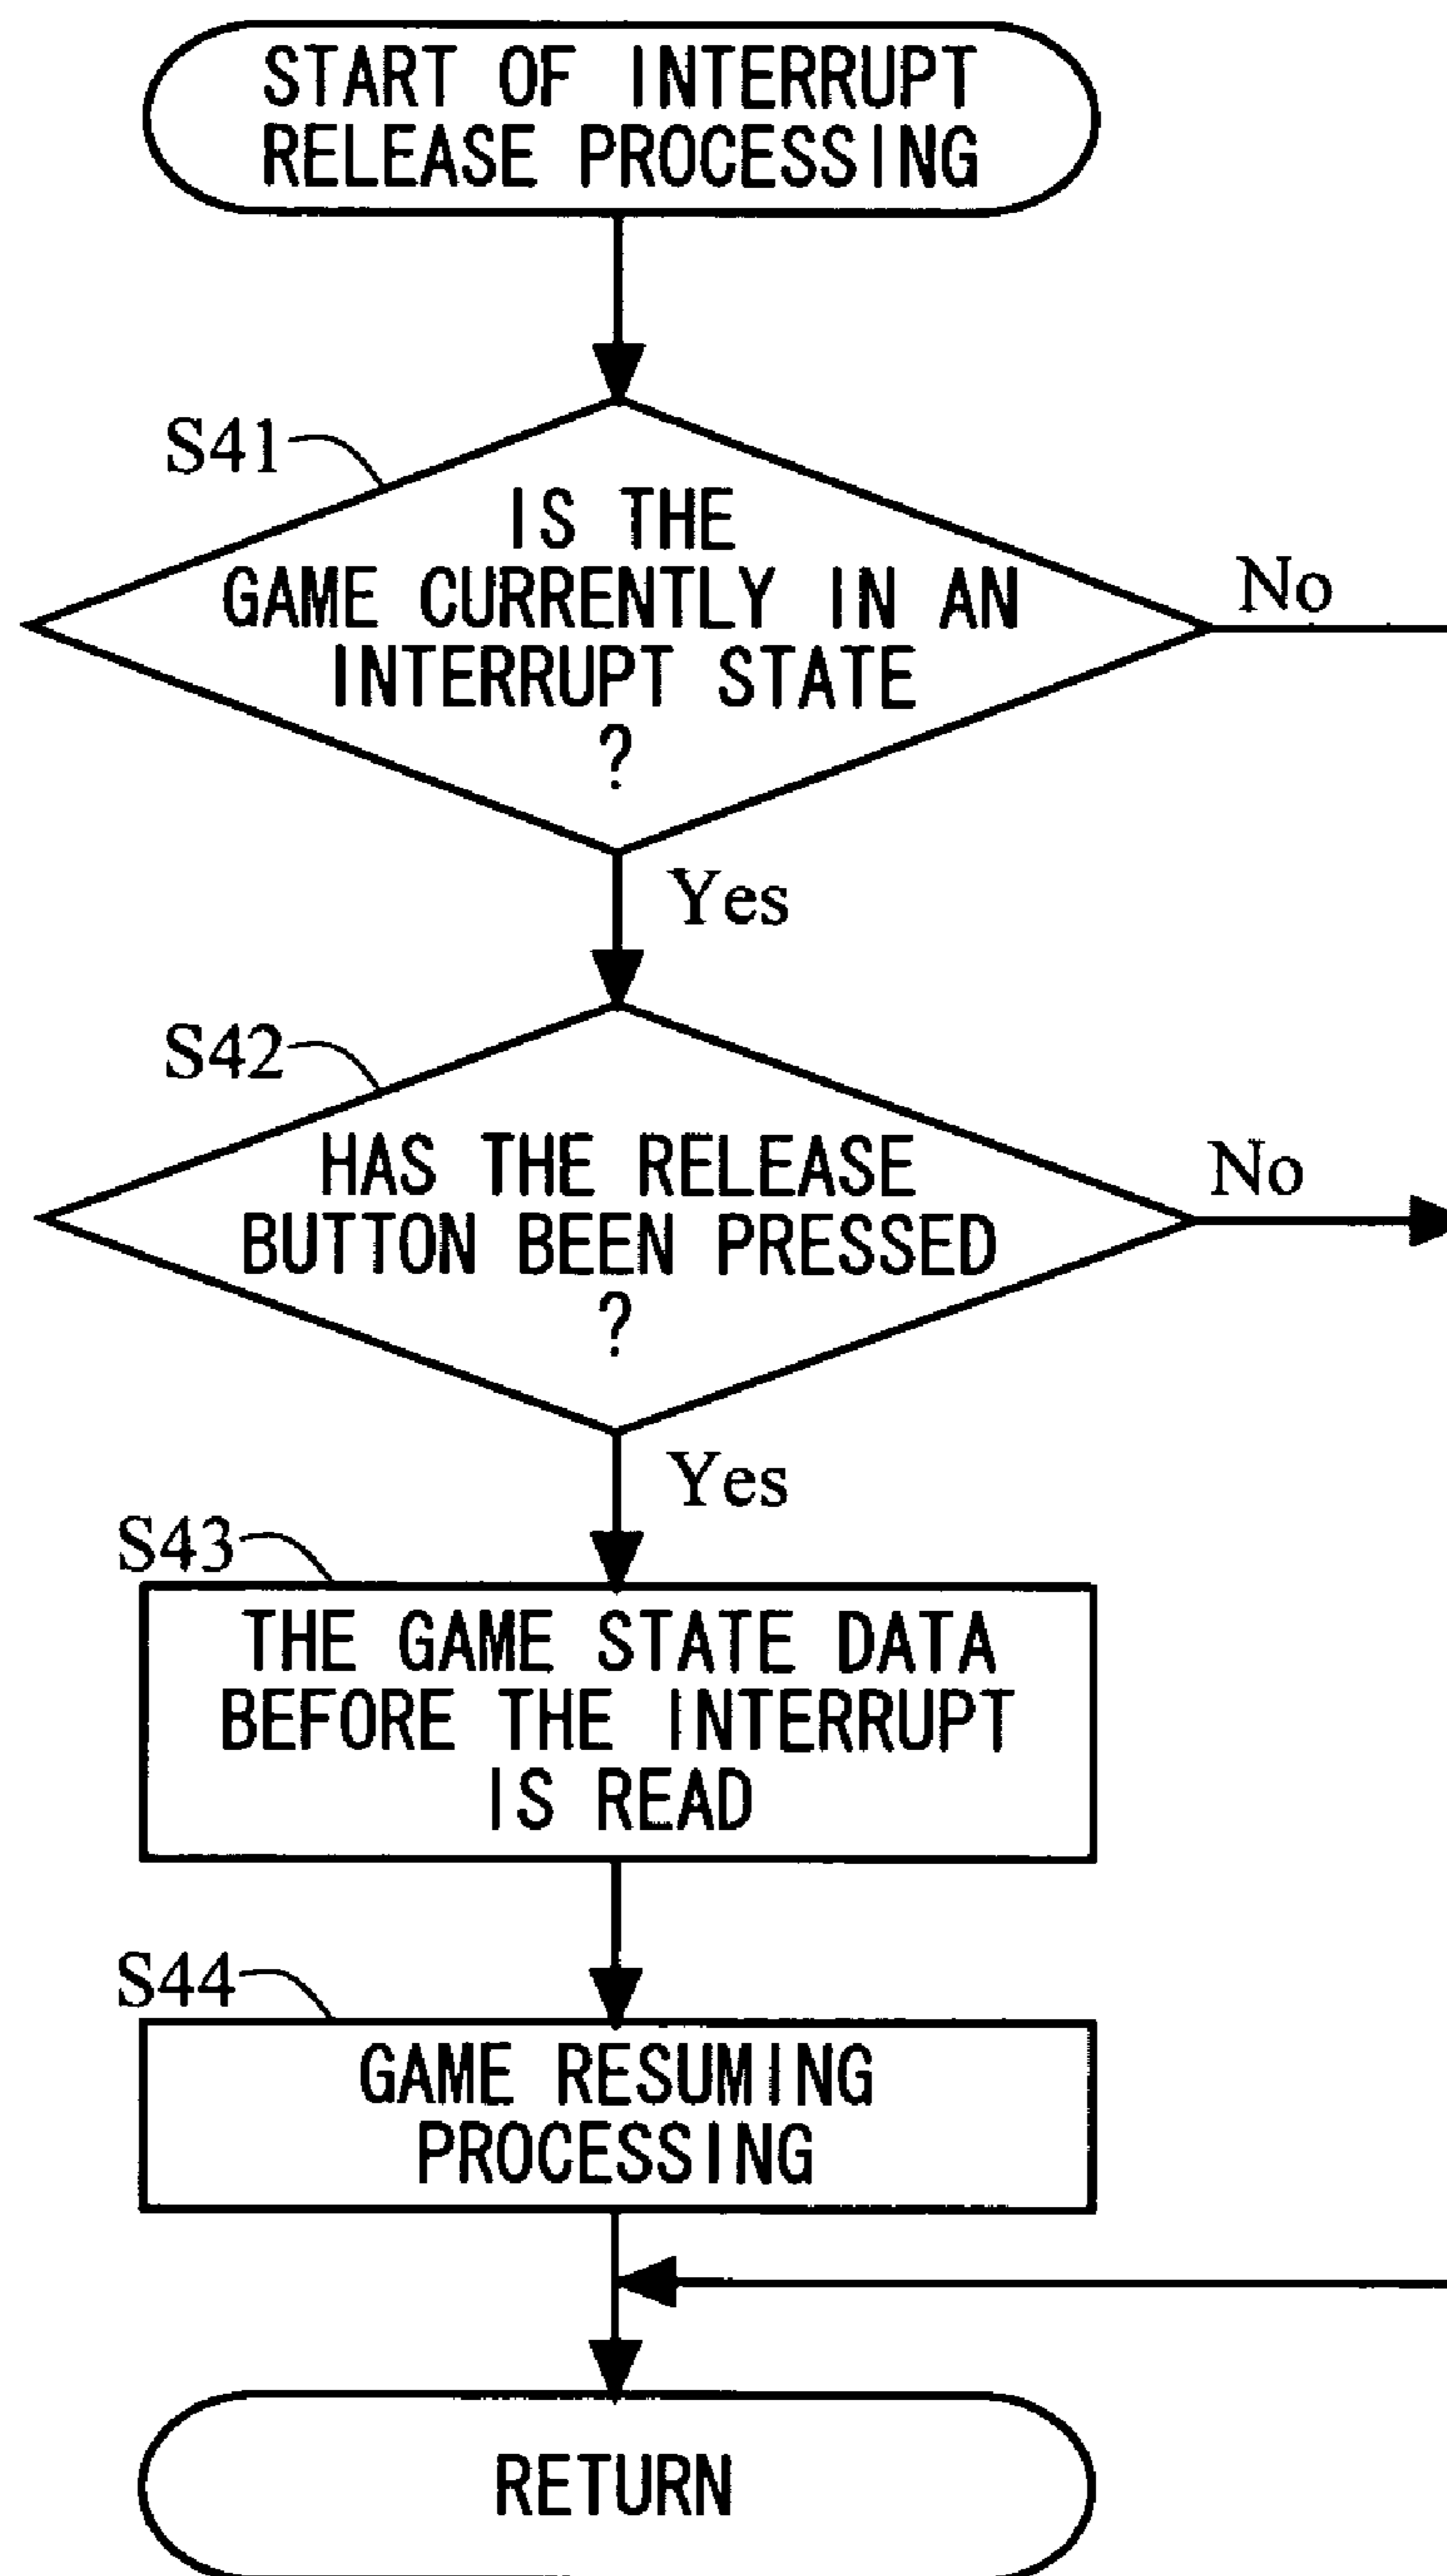 START OF INTERRUPT
RELEASE PROCESSING
S41
IS THE
GAME CURRENTLY IN AN
INTERRUPT STATE
?
No
Yes
S42
HAS THE RELEASE
BUTTON BEEN PRESSED
?
No
Yes
S43
THE GAME STATE DATA
BEFORE THE INTERRUPT
IS READ
S44
GAME RESUMING
PROCESSING
RETURN